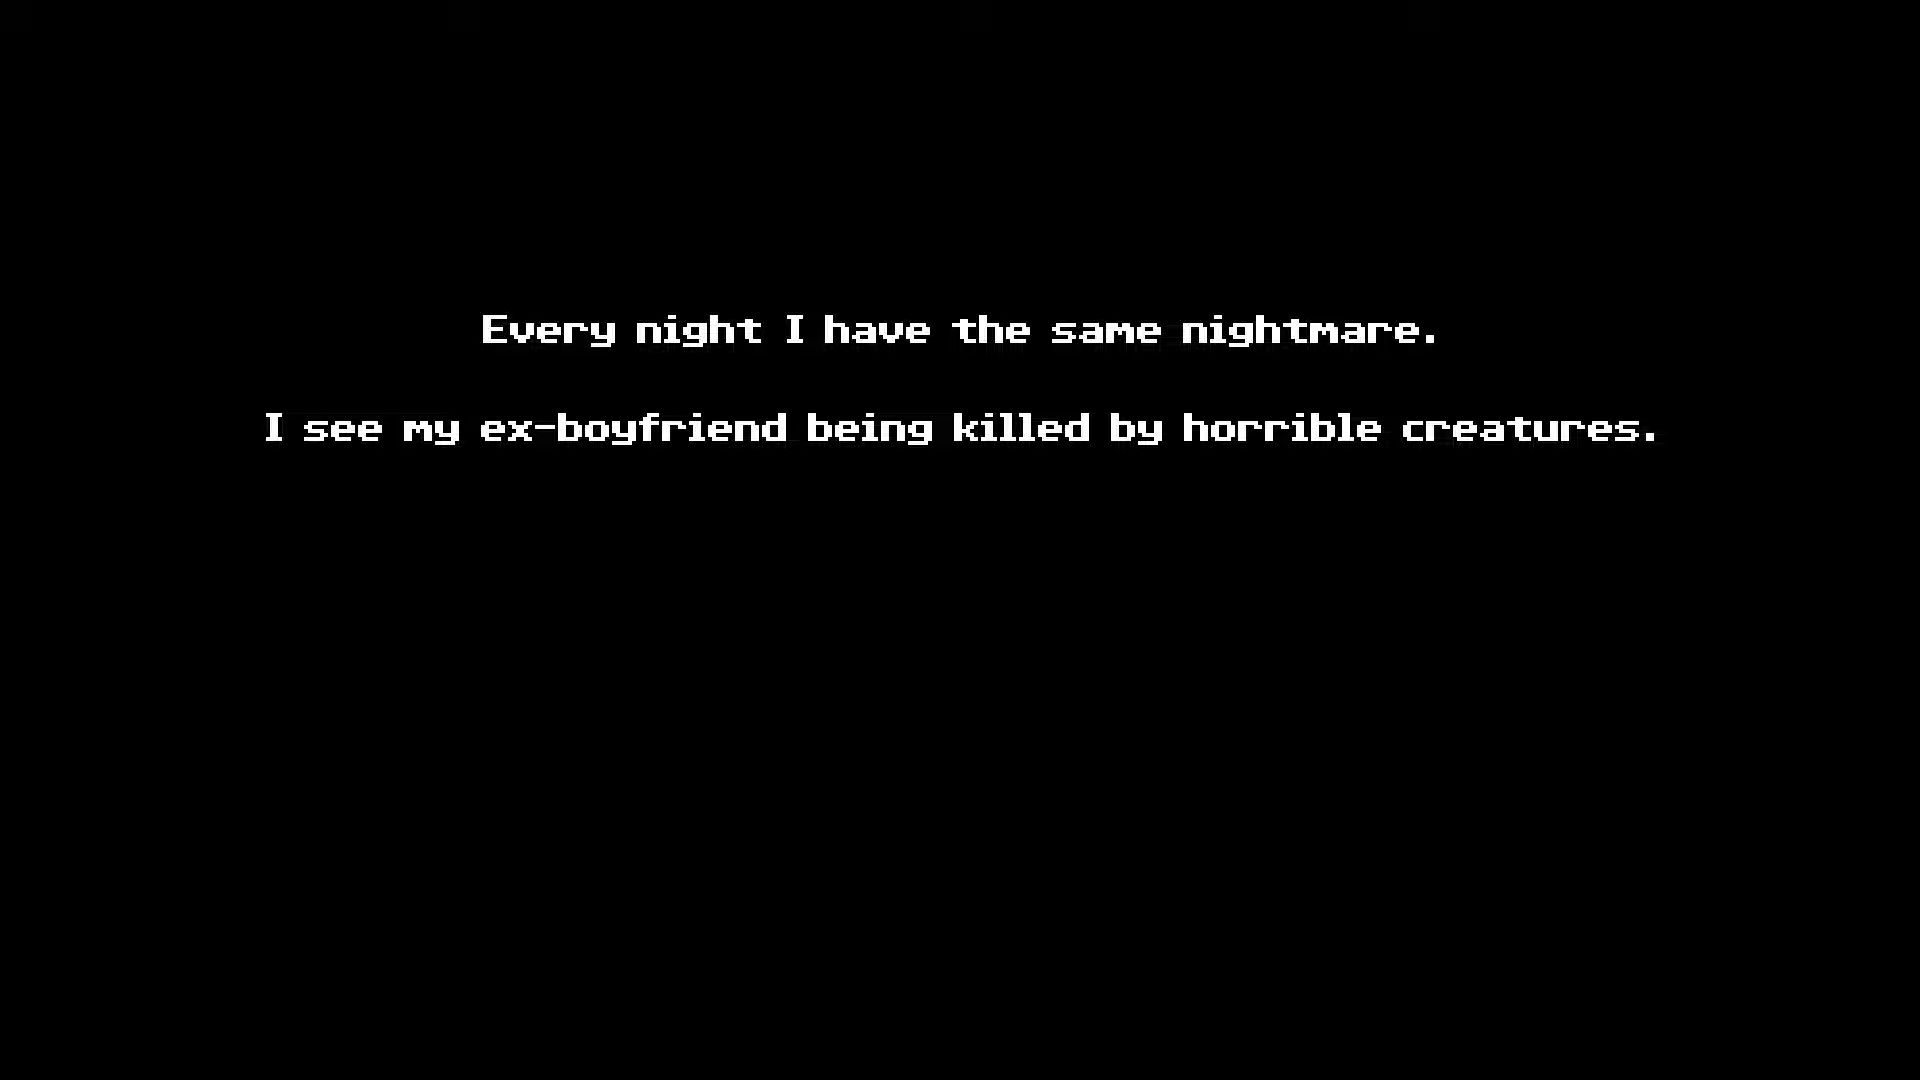 Every night I have the same nightmare.
I see my ex-boyfriend being killed by horrible creatures.